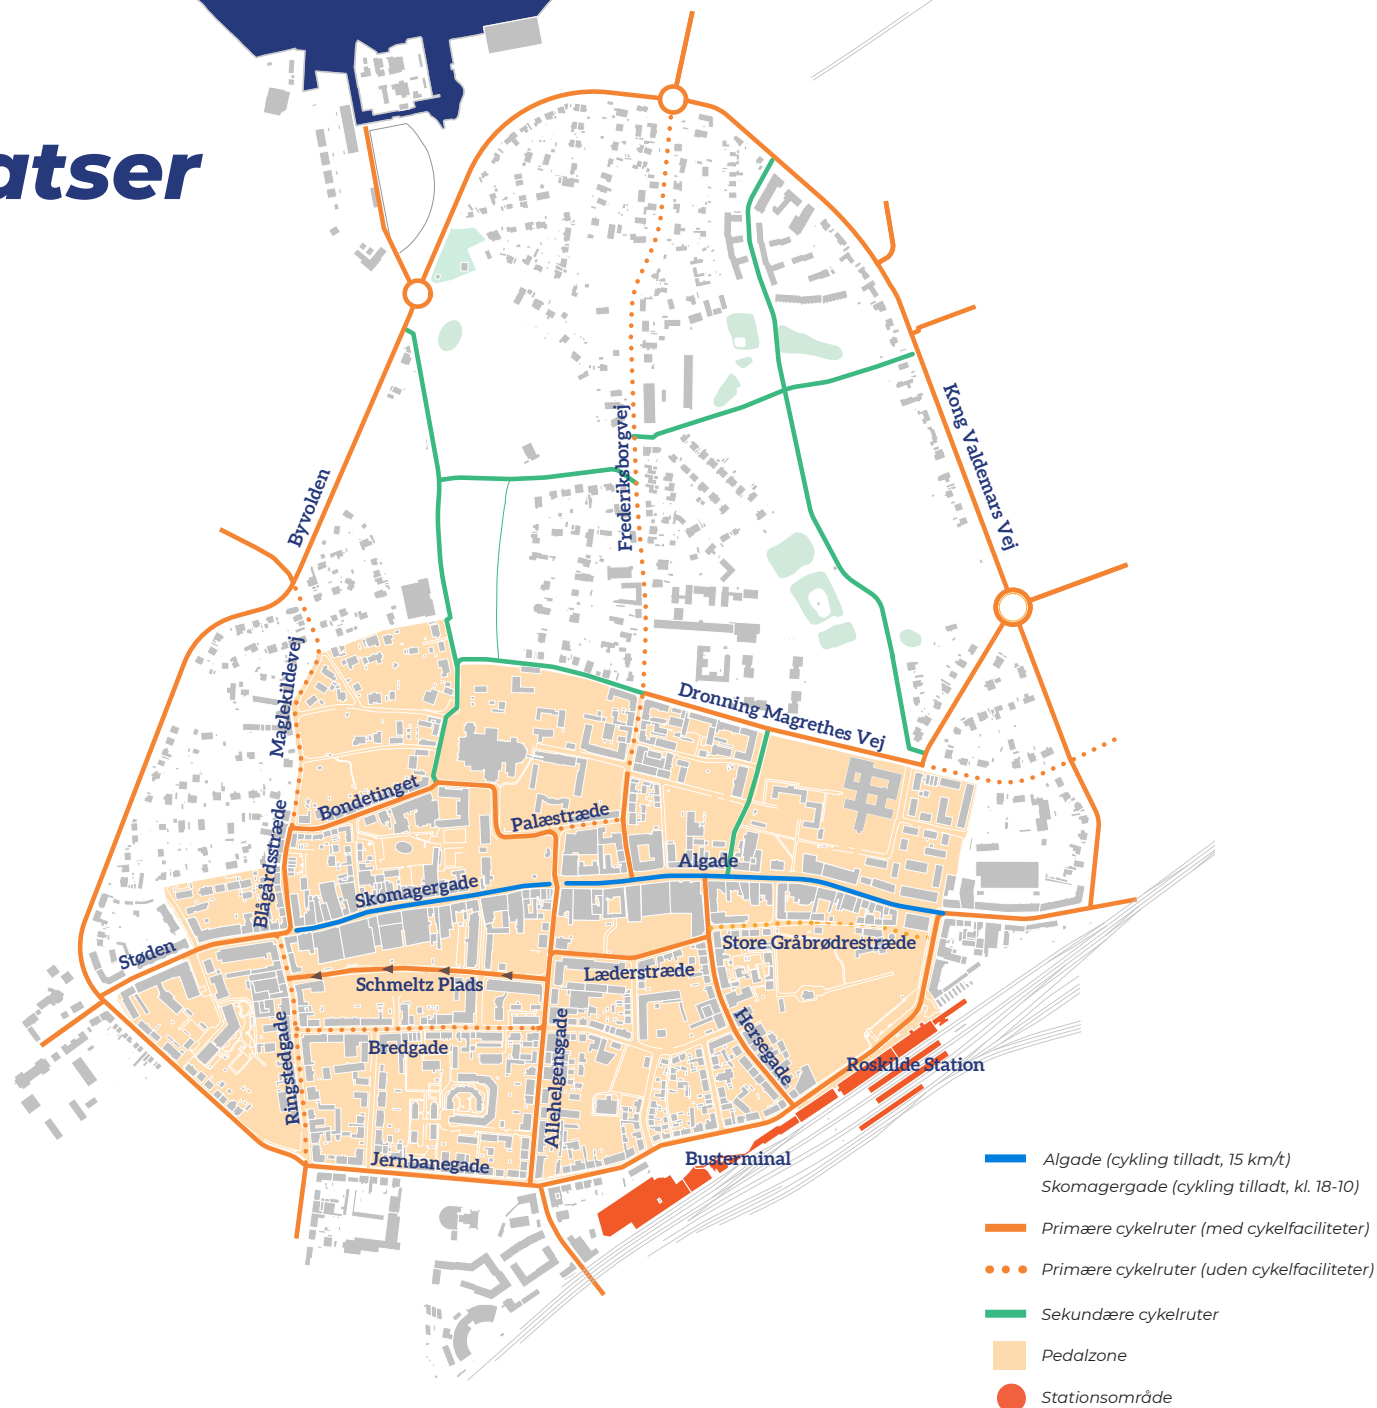 atser
Kong Valdemars Vej
Frederiksborgvej
Byvolden
Maglekildevej
Dronning Magrethes Vej
Bondetinget
Palæstræde
Blågårdsstræde
Algade
Skomagergade
Støden
Store Gråbrødrestræde
Læderstræde
Schmeltz Plads
Hersegade
Ringstedgade
Bredgade
Allehelgensgade
Roskilde Station
Jernbanegade
Busterminal
Algade (cykling tilladt, 15 km/t)
Skomagergade (cykling tilladt, kl. 18-10)
Primære cykelruter (med cykelfaciliteter)
Primære cykelruter (uden cykelfaciliteter)
Sekundære cykelruter
Pedalzone
Stationsområde